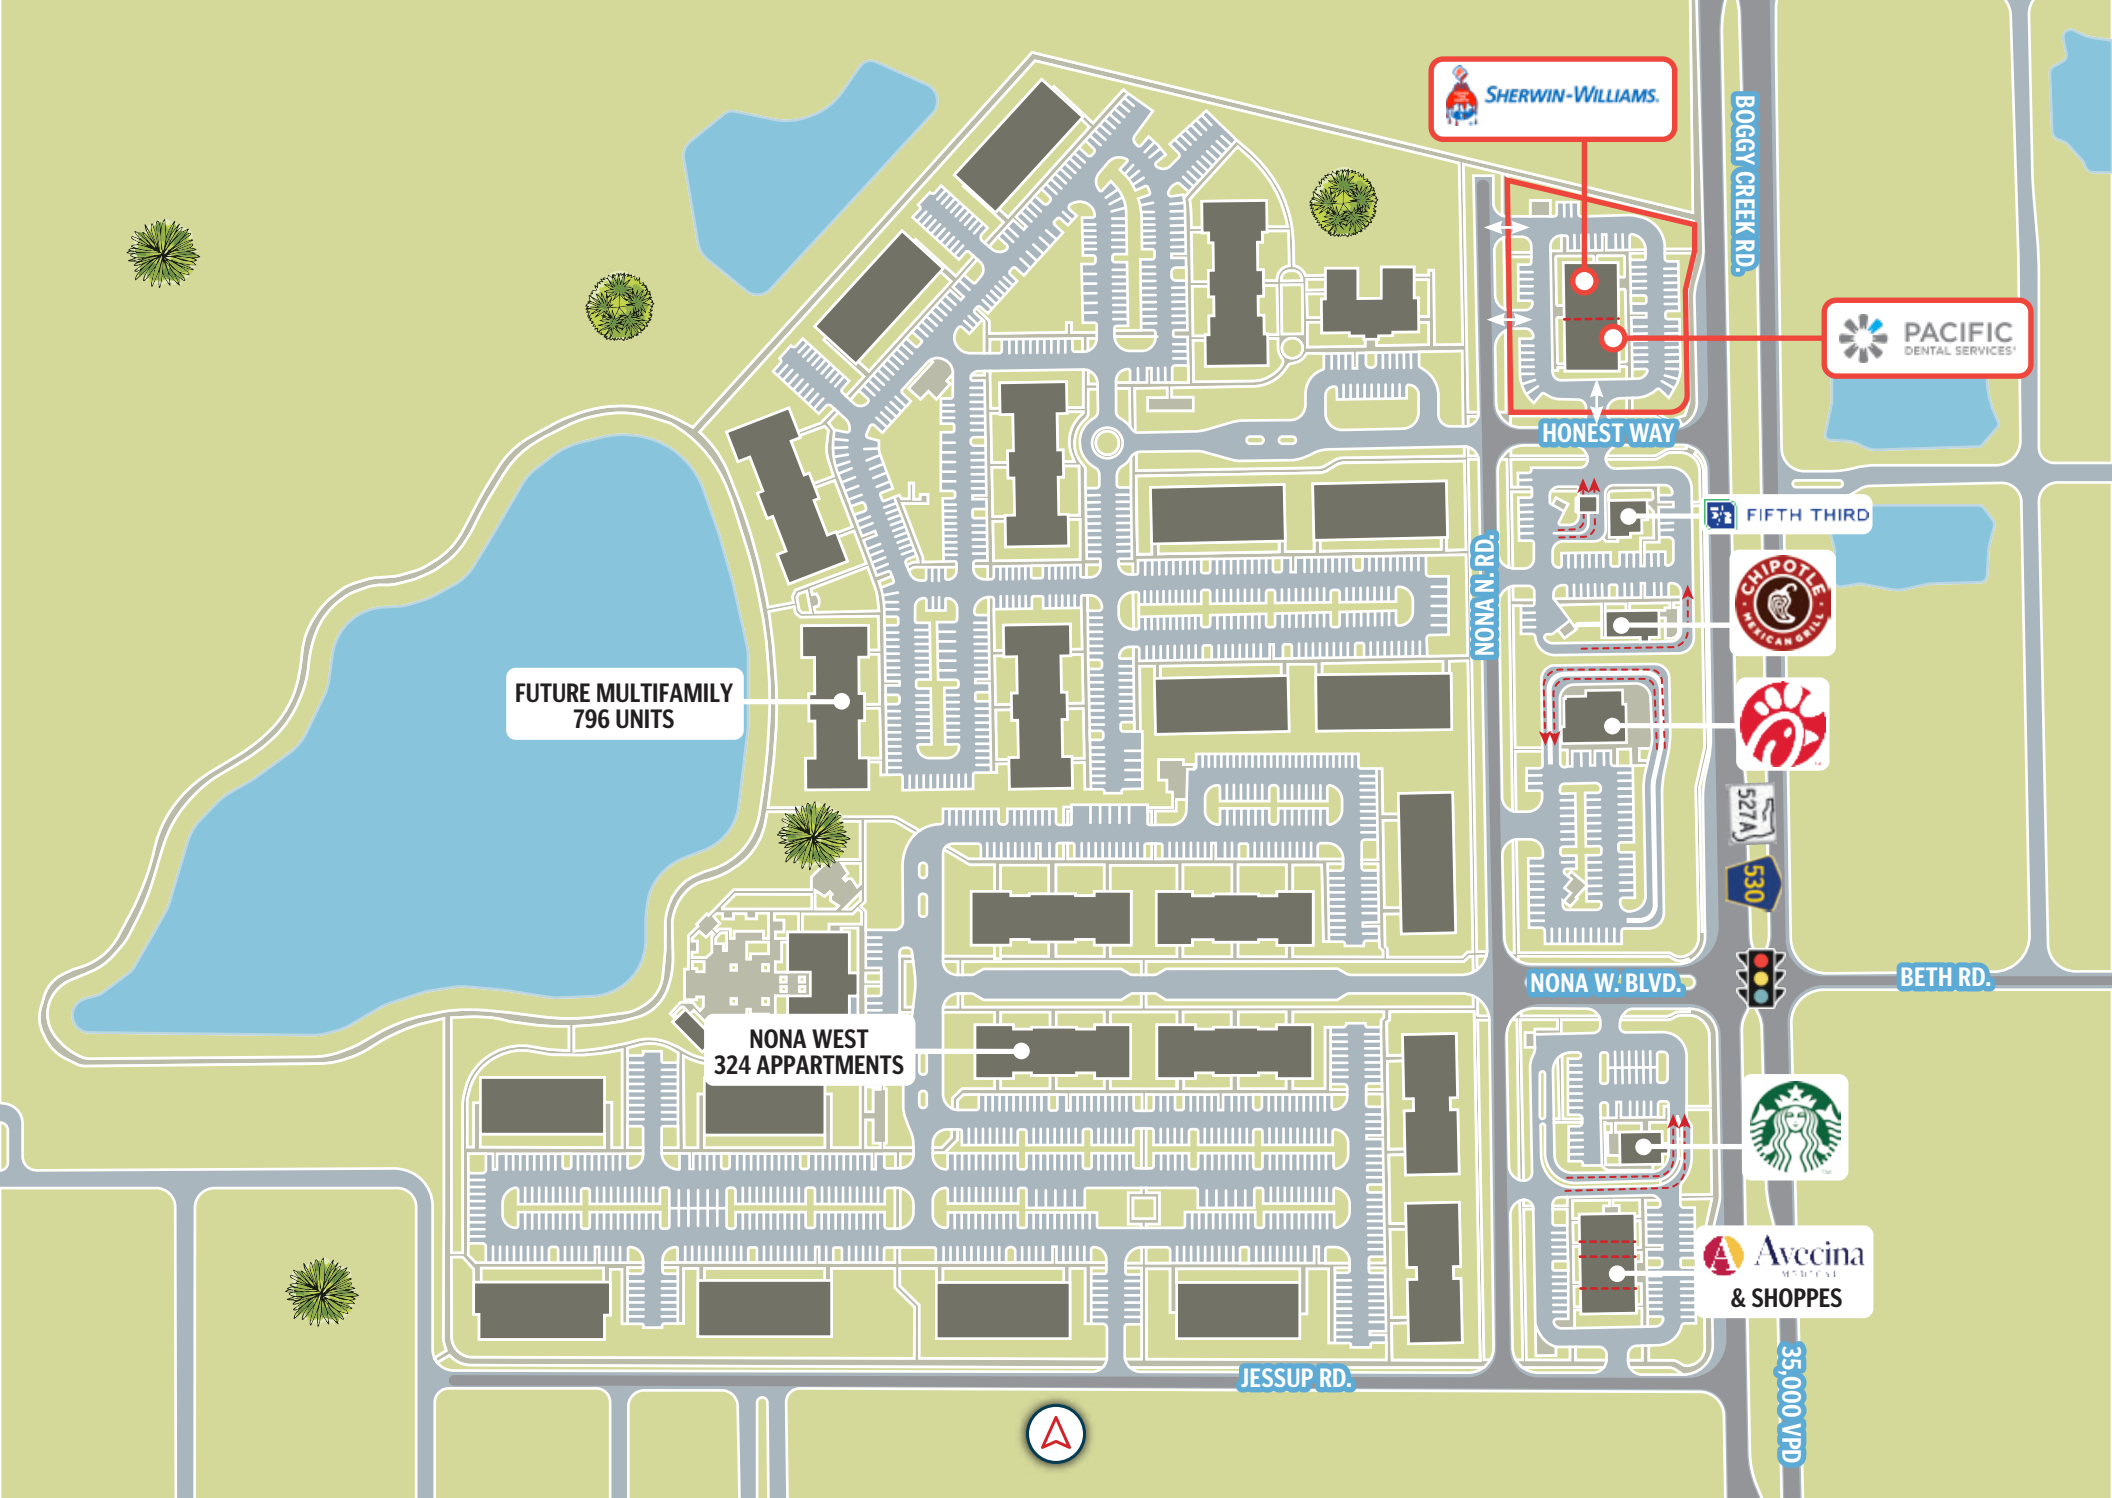 SHERWIN-WILLIAMS.
BOGGY CREEK RD.
PACIFIC
DENTAL SERVICES
HONEST WAY
FIFTH THIRD
NONA N. RD.
CHIPOTLE
MEXICAN GRILL
FUTURE MULTIFAMILY
796 UNITS
527A
530
NONA W. BLVD.
BETH RD.
NONA WEST
324 APPARTMENTS
Avecina
MEDICAL
& SHOPPES
JESSUP RD.
35,000 VPD